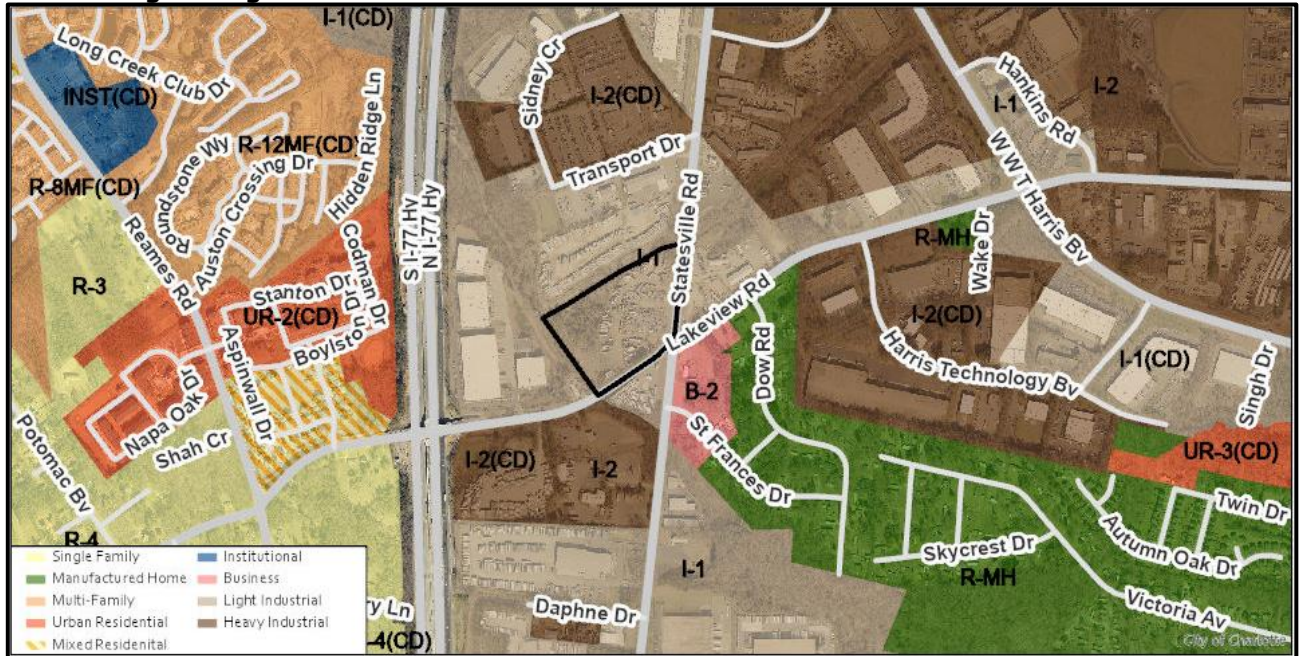 I-1(CD)
Long Creek Club Dr
INST(CD)
R-12MF(CD)
Hidden Ridge Ln
Roundstone Wy
Auston Crossing Dr
R-8MF(CD)
Reames Rd
R-3
Stanton Dr
Codman Dr
UR-2(CD)
Boylston Dr
Aspinwall Dr
Napa Oak Dr
Shah Cr
Potomac Bv
R-4
S I-77 Hy
N I-77 Hy
Sidney Cr
I-2(CD)
Transport Dr
Statesville Rd
I-1
Lakeview Rd
I-2(CD)
I-2
B-2
Dow Rd
St Frances Dr
I-1
Daphne Dr
Hankins Rd
I-1
I-2
W W T Harris Bv
R-MH
Wake Dr
I-2(CD)
Harris Technology Bv
I-1(CD)
Singh Dr
UR-3(CD)
Twin Dr
Autumn Oak Dr
Skycrest Dr
R-MH
Victoria Av
Single Family
Manufactured Home
Multi-Family
Urban Residential
Mixed Residenital
Institutional
Business
Light Industrial
Heavy Industrial
ry Ln
-4(CD)
City of Charlotte